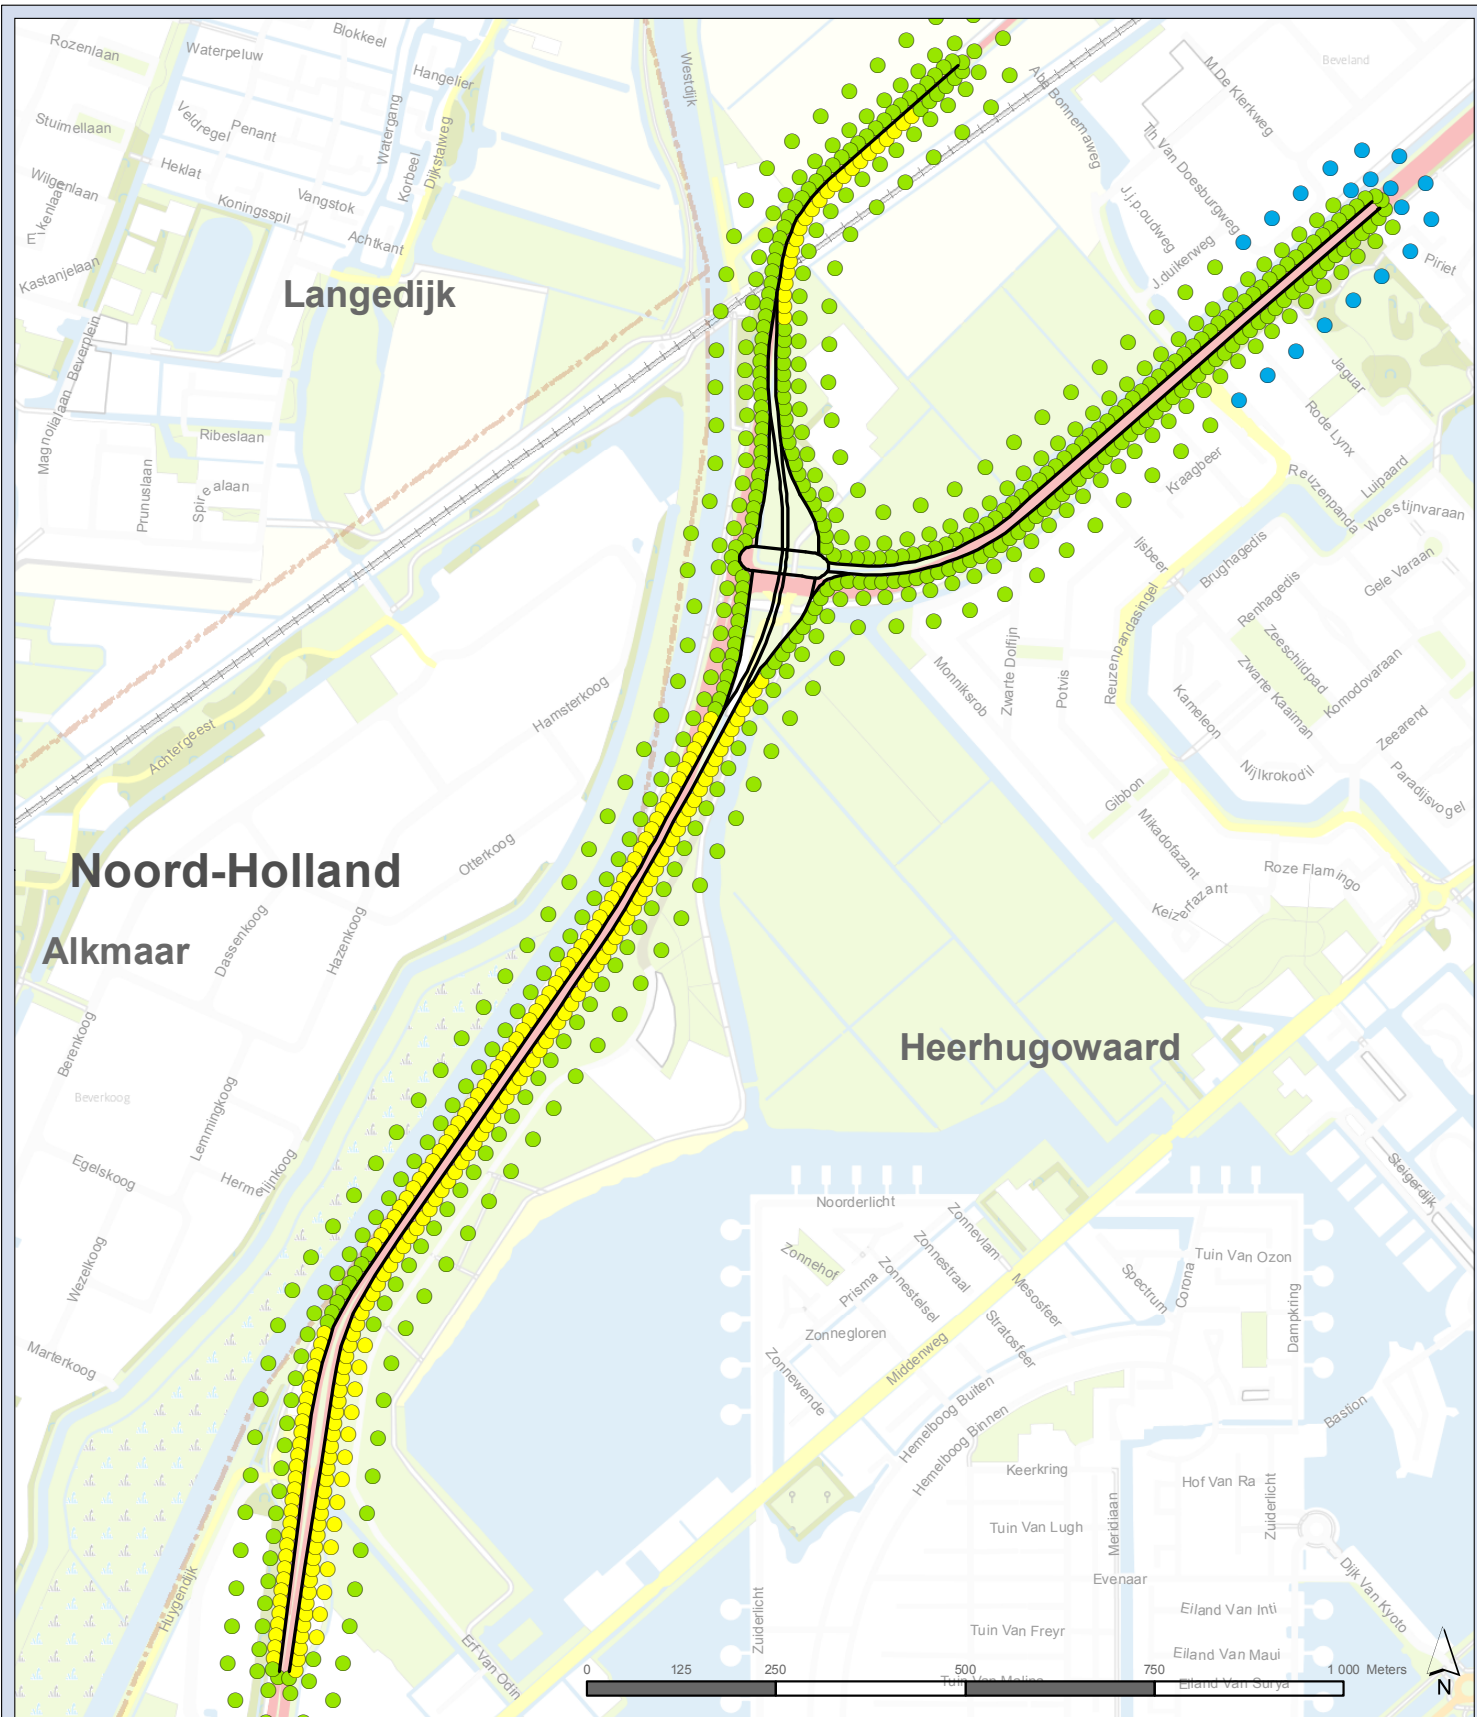 Rozenlaan
Waterpeluw
Blokkeel
Hangelier
Westdijk
Beveland
M.De Klerkweg
Abe Bonnemaweg
Stuimellaan
Veldregel
Penant
Watergang
Dijkstalweg
Korbeel
Heklat
Wilgenlaan
Eikenlaan
Koningsspil
Vangstok
Achtkant
Kastanjelaan
Th Van Doesburgweg
J.j.p.oudweg
J.duikerweg
Piriet
Langedijk
Beverplein
Magnolialaan
Ribeslaan
Prunuslaan
Spirealaan
Jaguar
Rode Lynx
Kraagbeer
Reuzenpanda
Luipaard
Woestijnvaraan
Ijsbeer
Brughagedis
Gele Varaan
Renhagedis
Reuzenpandasingel
Zeeschildpad
Zwarte Kaaiman
Komodovaraan
Zwarte Dolfijn
Potvis
Monniksrob
Kameleon
Zeearend
Nijlkrokodil
Paradijsvogel
Gibbon
Mikadofazant
Roze Flamingo
Keizerfazant
Achtergeest
Hamsterkoog
Otterkoog
Noord-Holland
Alkmaar
Dassenkoog
Hazenkoog
Berenkoog
Beverkoog
Lemmingkoog
Egelskoog
Hermelijnkoog
Wezelkoog
Marterkoog
Huygendijk
Heerhugowaard
Steigerdijk
Noorderlicht
Zonnevlam
Zonnehof
Prisma
Zonnestraal
Zonnestelsel
Mesosfeer
Stratosfeer
Zonnegloren
Zonnewende
Middenweg
Spectrum
Corona
Tuin Van Ozon
Dampkring
Hemelboog Buiten
Hemelboog Binnen
Bastion
Keerkring
Hof Van Ra
Meridiaan
Zuiderlicht
Tuin Van Lugh
Evenaar
Dijk Van Kyoto
Eiland Van Inti
Zuiderlicht
Tuin Van Freyr
Eiland Van Maui
Erf Van Odin
Tuin Van Moline
Eiland Van Surya
0 125 250 500 750 1 000 Meters
N